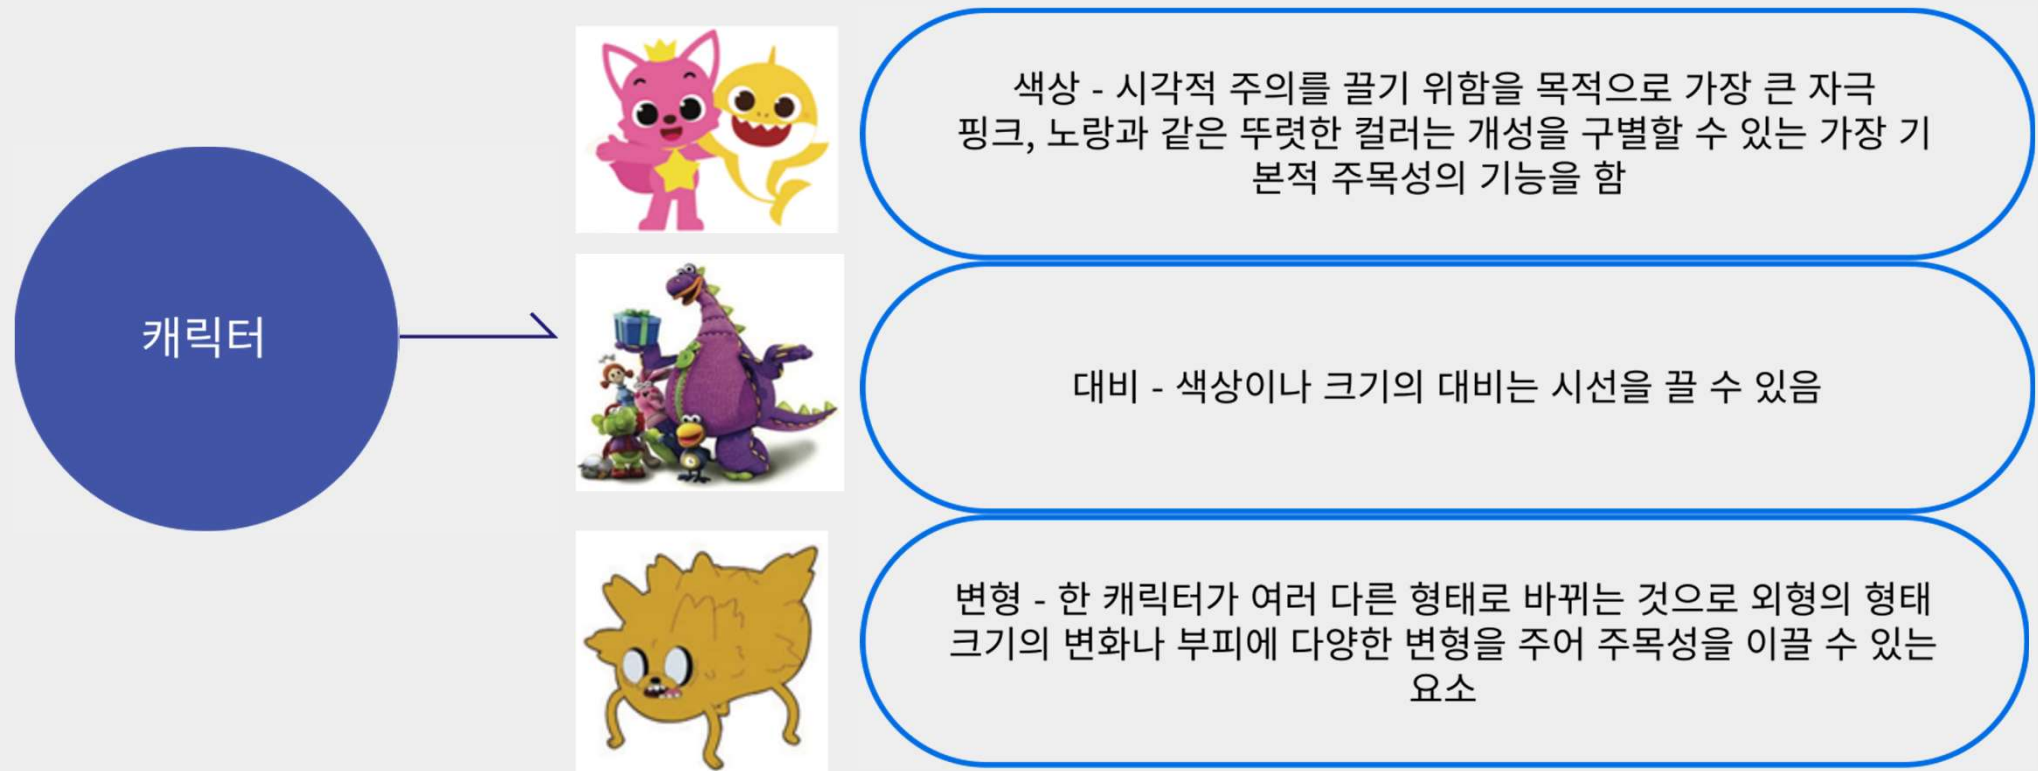 캐릭터
색상 - 시각적 주의를 끌기 위함을 목적으로 가장 큰 자극
핑크, 노랑과 같은 뚜렷한 컬러는 개성을 구별할 수 있는 가장 기
본적 주목성의 기능을 함
대비 - 색상이나 크기의 대비는 시선을 끌 수 있음
변형 - 한 캐릭터가 여러 다른 형태로 바뀌는 것으로 외형의 형태
크기의 변화나 부피에 다양한 변형을 주어 주목성을 이끌 수 있는
요소